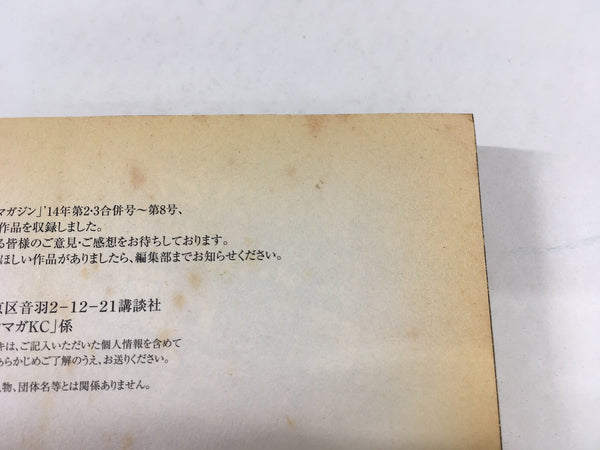 マガジン」'14年第2・3合併号〜第8号、
作品を収録しました。
る皆様のご意見・ご感想をお待ちしております。
ほしい作品がありましたら、編集部までお知らせください。
京区音羽2-12-21講談社
マガKC」係
キは、ご記入いただいた個人情報を含めて
あらかじめご了解のうえ、お送りください。
人物、団体名等とは関係ありません。